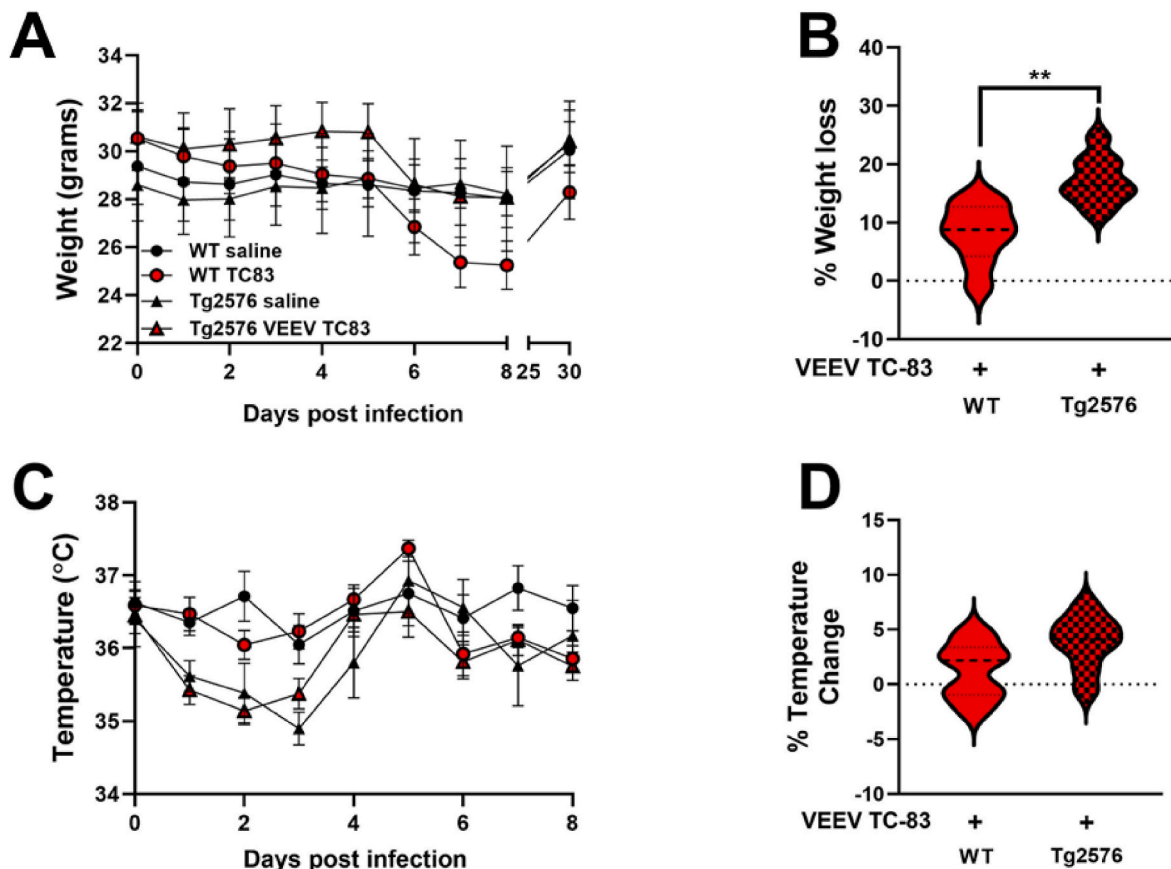 A
Weight (grams)
34
32
30
28
26
24
22
WT saline
WT TC83
Tg2576 saline
Tg2576 VEEV TC83
0 2 4 6 8 25 30
Days post infection
B
% Weight loss
40
30
20
10
0
-10
**
VEEV TC-83 + +
WT Tg2576
C
Temperature (°C)
38
37
36
35
34
0 2 4 6 8
Days post infection
D
% Temperature
Change
15
10
5
0
-5
-10
VEEV TC-83 + +
WT Tg2576